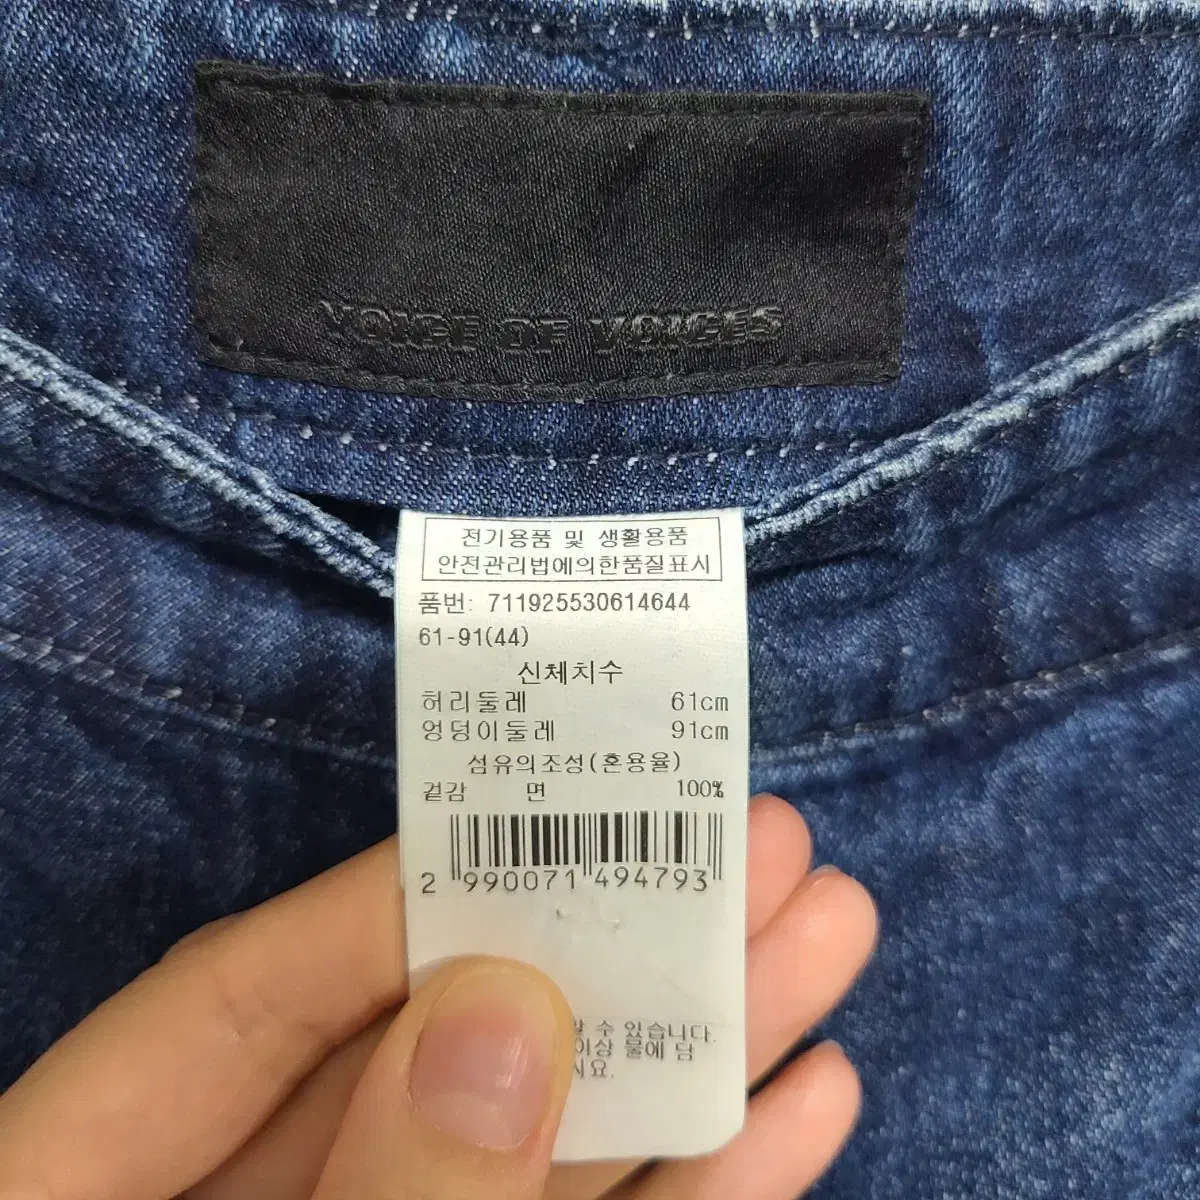 VOICE OF VOICES
전기용품 및 생활용품
안전관리법에의한품질표시
품번: 711925530614644
61-91(44)
신체치수
허리둘레 61cm
엉덩이둘레 91cm
섬유의조성(혼용율)
겉감 면 100%
2 990071 494793
수 있습니다.
이상 물에 담